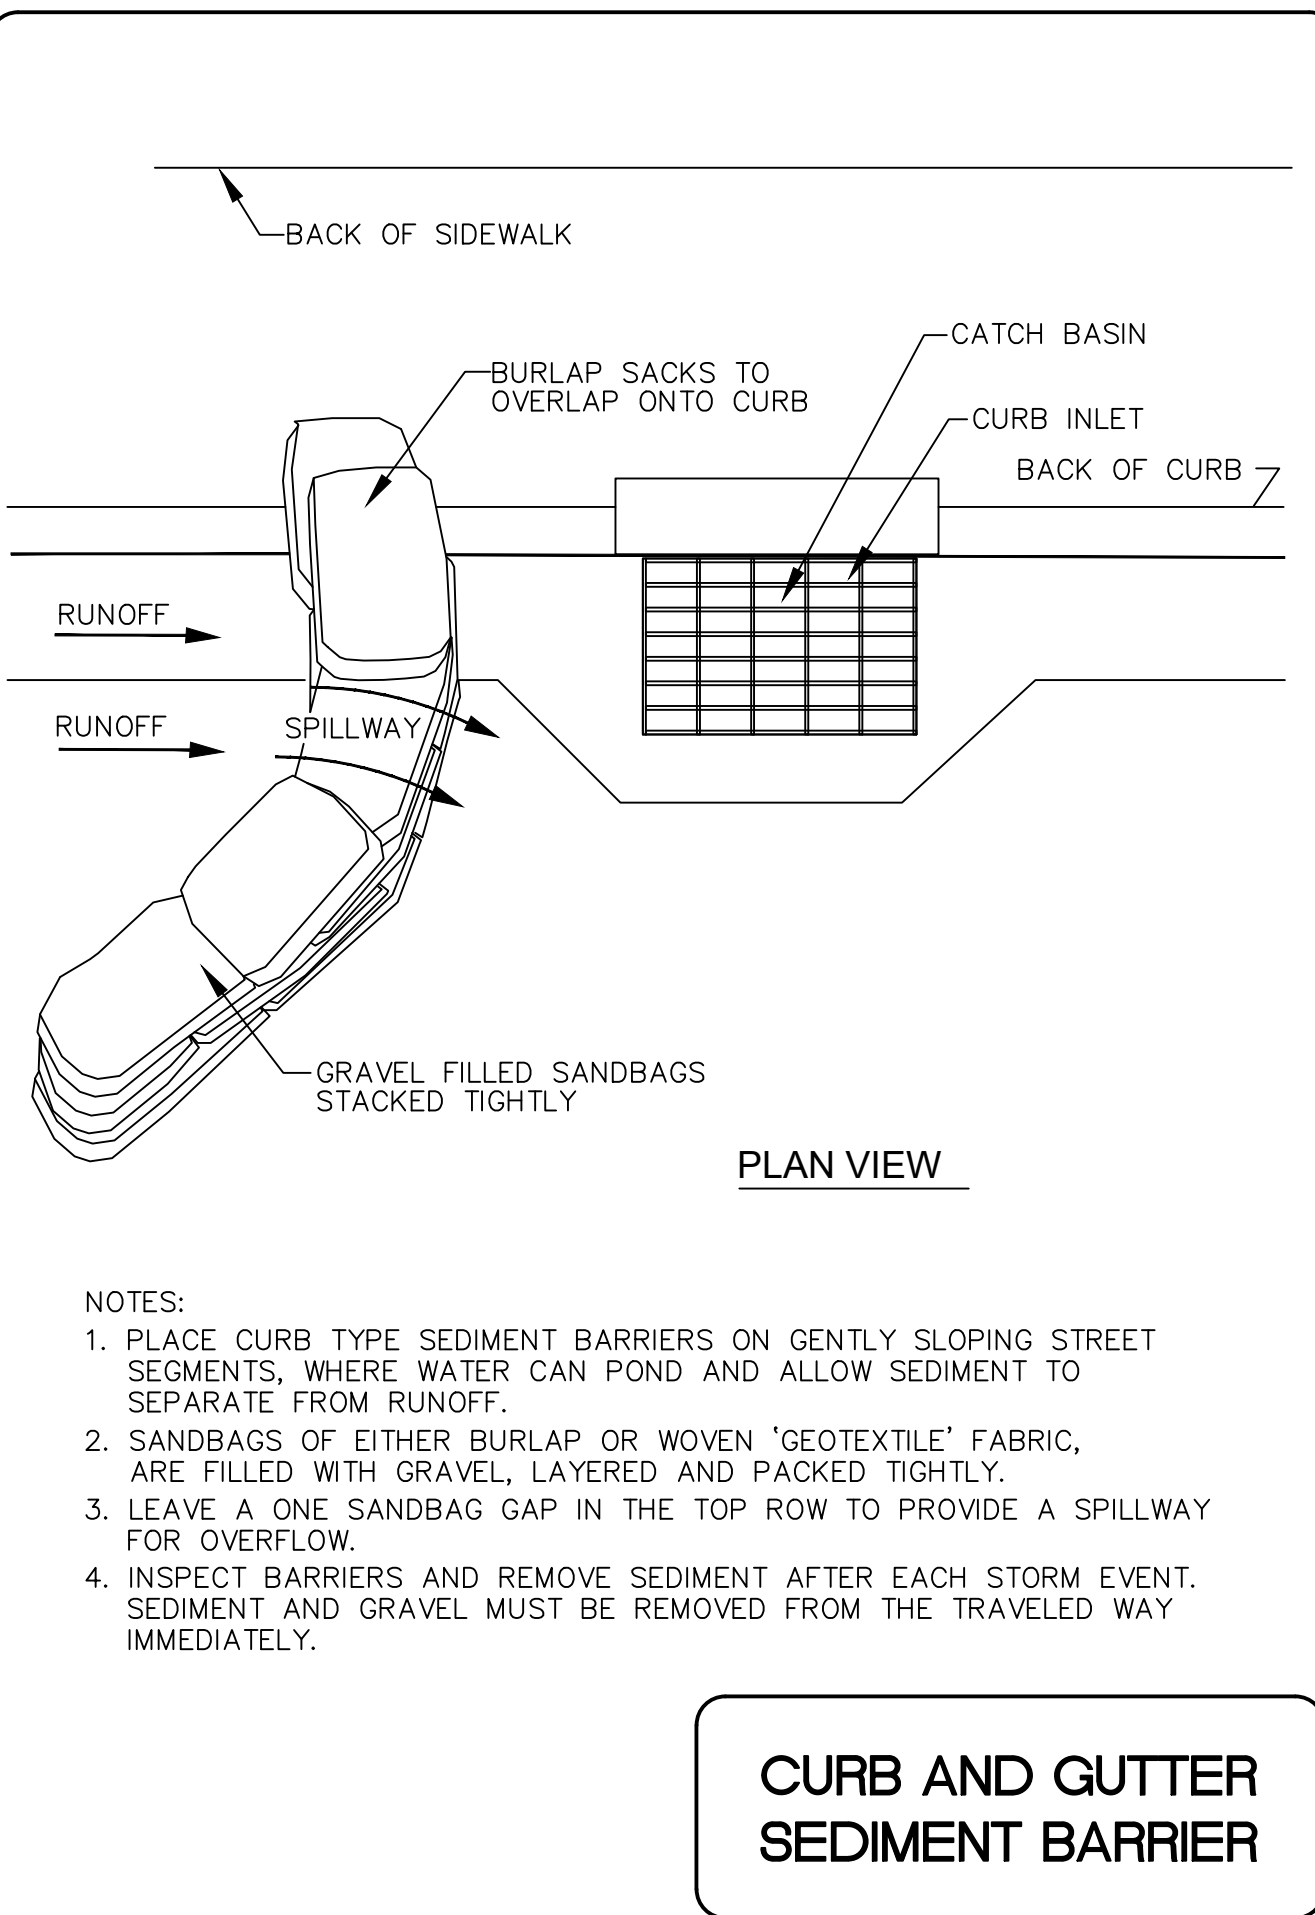 BACK OF SIDEWALK
CATCH BASIN
BURLAP SACKS TO
OVERLAP ONTO CURB
CURB INLET
BACK OF CURB
RUNOFF
RUNOFF
SPILLWAY
GRAVEL FILLED SANDBAGS
STACKED TIGHTLY
PLAN VIEW
NOTES:
1. PLACE CURB TYPE SEDIMENT BARRIERS ON GENTLY SLOPING STREET
SEGMENTS, WHERE WATER CAN POND AND ALLOW SEDIMENT TO
SEPARATE FROM RUNOFF.
2. SANDBAGS OF EITHER BURLAP OR WOVEN ‘GEOTEXTILE’ FABRIC,
ARE FILLED WITH GRAVEL, LAYERED AND PACKED TIGHTLY.
3. LEAVE A ONE SANDBAG GAP IN THE TOP ROW TO PROVIDE A SPILLWAY
FOR OVERFLOW.
4. INSPECT BARRIERS AND REMOVE SEDIMENT AFTER EACH STORM EVENT.
SEDIMENT AND GRAVEL MUST BE REMOVED FROM THE TRAVELED WAY
IMMEDIATELY.
CURB AND GUTTER
SEDIMENT BARRIER